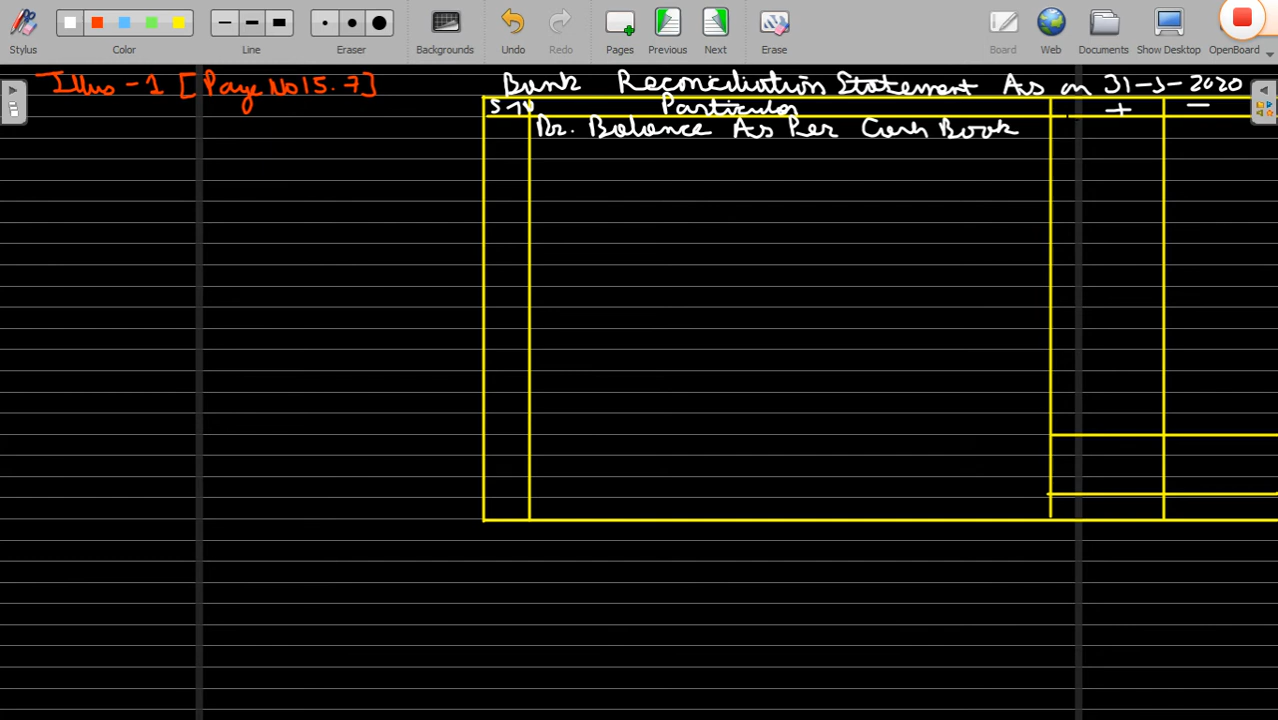 Stylus
Color
Line
Eraser
Backgrounds
Undo
Redo
Pages
Previous
Next
Erase
Board
Web
Documents
Show Desktop
OpenBoard
Illus - 1 [Page No 15.7]
Bank Reconciliation Statement As on 31-3-2020
Particular + -
Dr. Balance As Per Cash Book